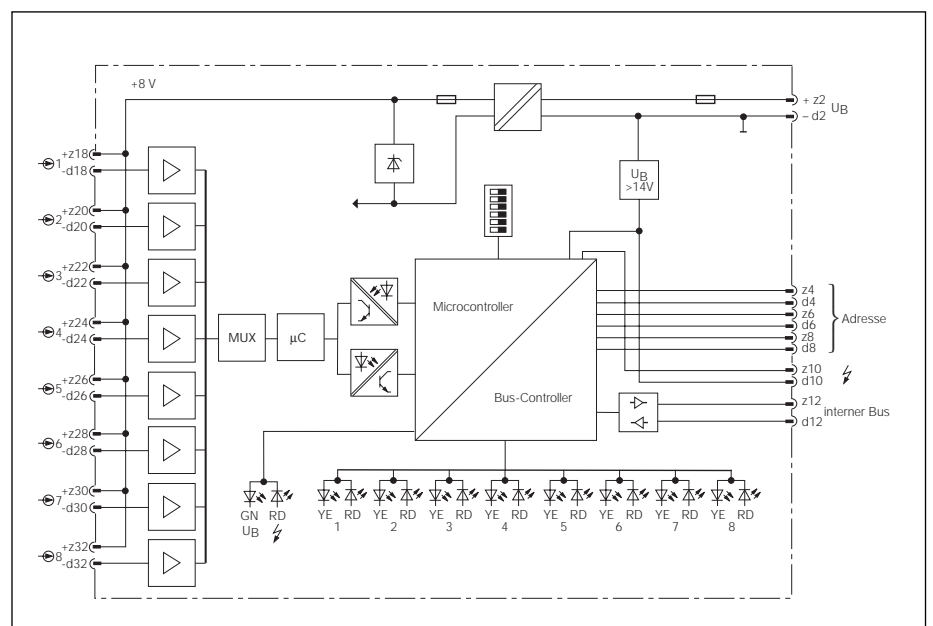 +8 V
+ z2
UB
– d2
UB
>14V
1 +z18
-d18
2 +z20
-d20
3 +z22
-d22
4 +z24
-d24
5 +z26
-d26
6 +z28
-d28
7 +z30
-d30
8 +z32
-d32
MUX
µC
Microcontroller
Bus-Controller
z4
d4
z6
d6
z8
d8
Adresse
z10
d10
z12
d12
interner Bus
GN RD
UB
YE RD
1
YE RD
2
YE RD
3
YE RD
4
YE RD
5
YE RD
6
YE RD
7
YE RD
8